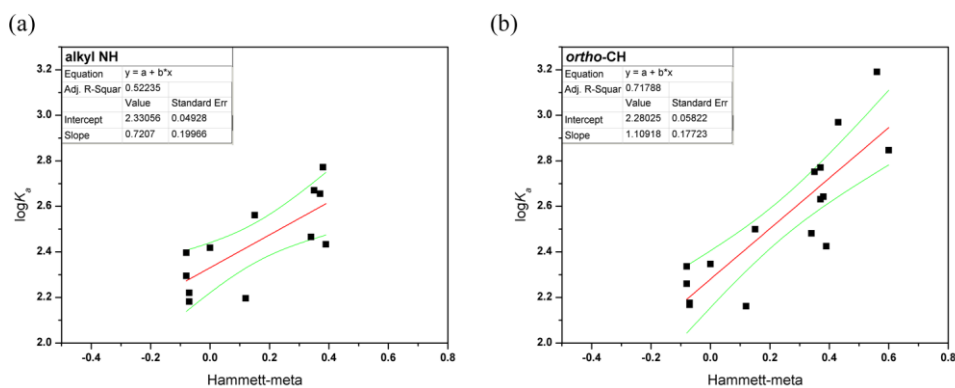 (a)
alkyl NH
Equation y = a + b*x
Adj. R-Squar 0.52235
Value Standard Err
Intercept 2.33056 0.04928
Slope 0.7207 0.19966
3.2
3.0
2.8
2.6
2.4
2.2
2.0
logKa
-0.4 -0.2 0.0 0.2 0.4 0.6 0.8
Hammett-meta
(b)
ortho-CH
Equation y = a + b*x
Adj. R-Squar 0.71788
Value Standard Err
Intercept 2.28025 0.05822
Slope 1.10918 0.17723
3.2
3.0
2.8
2.6
2.4
2.2
2.0
logKa
-0.4 -0.2 0.0 0.2 0.4 0.6 0.8
Hammett-meta